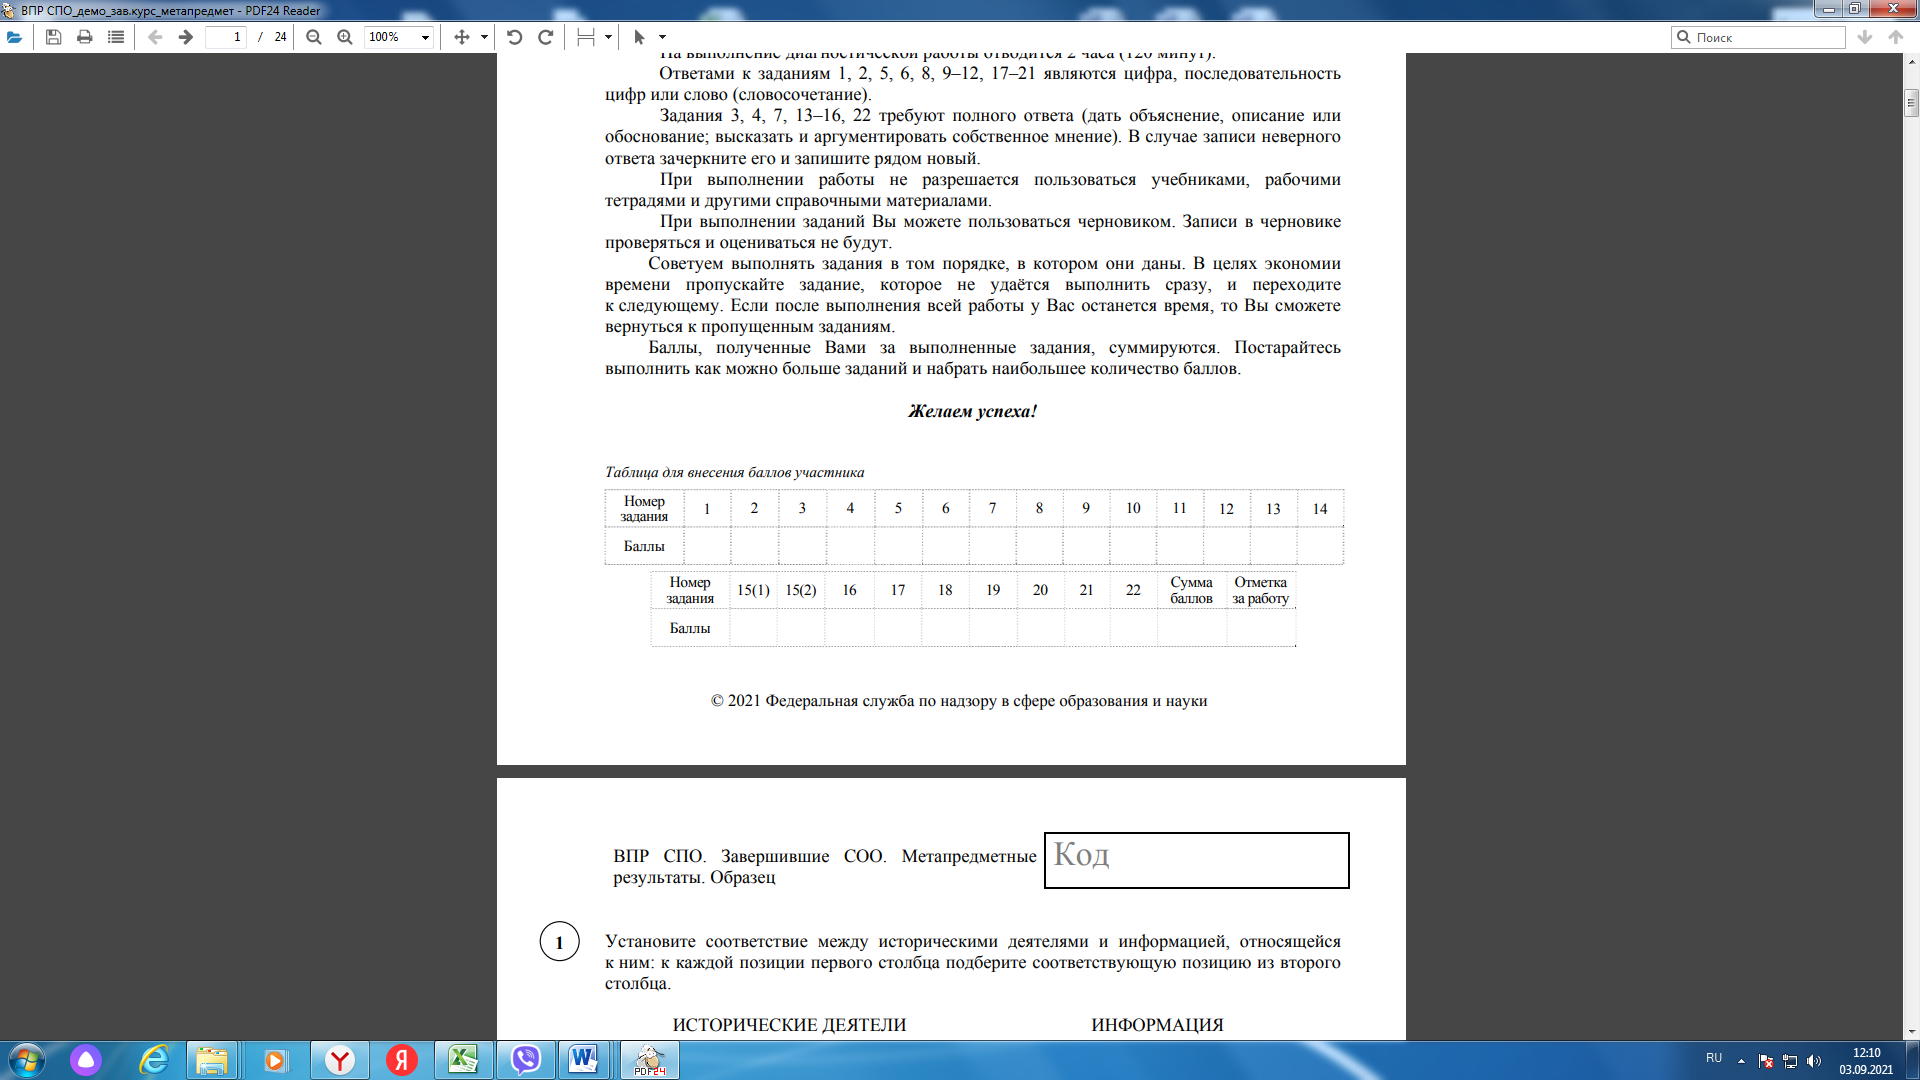 ВПР СПО_демо_зав.курс_метапредмет - PDF24 Reader
1 / 24
100%
Поиск
На выполнение диагностической работы отводится 2 часа (120 минут).
Ответами к заданиям 1, 2, 5, 6, 8, 9–12, 17–21 являются цифра, последовательность
цифр или слово (словосочетание).
Задания 3, 4, 7, 13–16, 22 требуют полного ответа (дать объяснение, описание или
обоснование; высказать и аргументировать собственное мнение). В случае записи неверного
ответа зачеркните его и запишите рядом новый.
При выполнении работы не разрешается пользоваться учебниками, рабочими
тетрадями и другими справочными материалами.
При выполнении заданий Вы можете пользоваться черновиком. Записи в черновике
проверяться и оцениваться не будут.
Советуем выполнять задания в том порядке, в котором они даны. В целях экономии
времени пропускайте задание, которое не удаётся выполнить сразу, и переходите
к следующему. Если после выполнения всей работы у Вас останется время, то Вы сможете
вернуться к пропущенным заданиям.
Баллы, полученные Вами за выполненные задания, суммируются. Постарайтесь
выполнить как можно больше заданий и набрать наибольшее количество баллов.
Желаем успеха!
Таблица для внесения баллов участника
Номер задания 1 2 3 4 5 6 7 8 9 10 11 12 13 14
Баллы
Номер задания 15(1) 15(2) 16 17 18 19 20 21 22 Сумма баллов Отметка за работу
Баллы
© 2021 Федеральная служба по надзору в сфере образования и науки
ВПР СПО. Завершившие СОО. Метапредметные
результаты. Образец
Код
1
Установите соответствие между историческими деятелями и информацией, относящейся
к ним: к каждой позиции первого столбца подберите соответствующую позицию из второго
столбца.
ИСТОРИЧЕСКИЕ ДЕЯТЕЛИ ИНФОРМАЦИЯ
PDF24
RU
12:10
03.09.2021